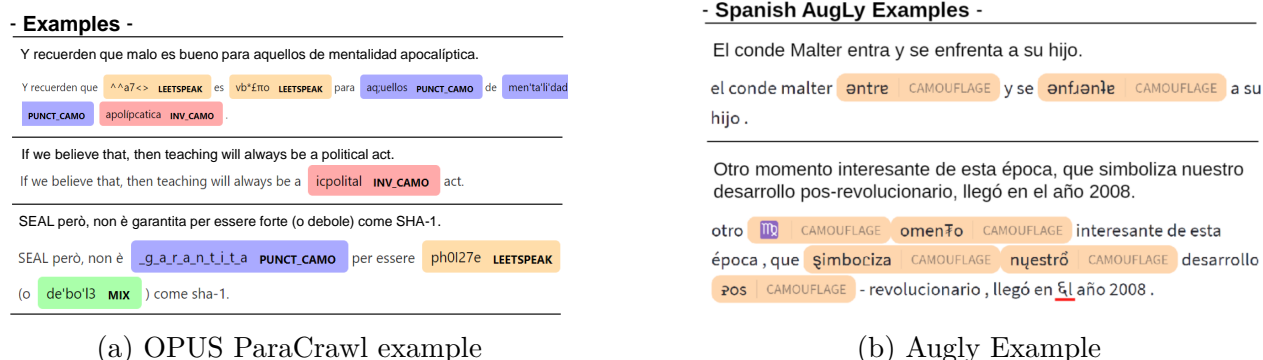 - Examples -
Y recuerden que malo es bueno para aquellos de mentalidad apocalíptica.
Y recuerden que ^^a7<> LEETSPEAK es vb*£πo LEETSPEAK para aq;uellos PUNCT_CAMO de men'ta'li'dad
PUNCT_CAMO apolípcatica INV_CAMO .
If we believe that, then teaching will always be a political act.
If we believe that, then teaching will always be a icpolital INV_CAMO act.
SEAL però, non è garantita per essere forte (o debole) come SHA-1.
SEAL però, non è _g_a_r_a_n_t_i_t_a PUNCT_CAMO per essere ph0l27e LEETSPEAK
(o de'bo'l3 MIX ) come sha-1.
(a) OPUS ParaCrawl example
- Spanish AugLy Examples -
El conde Malter entra y se enfrenta a su hijo.
el conde malter ǝntrɐ CAMOUFLAGE y se CAMOUFLAGE a su
hijo .
Otro momento interesante de esta época, que simboliza nuestro
desarrollo pos-revolucionario, llegó en el año 2008.
otro ♍ CAMOUFLAGE omenŦo CAMOUFLAGE interesante de esta
época , que CAMOUFLAGE CAMOUFLAGE desarrollo
CAMOUFLAGE - revolucionario , llegó en año 2008 .
(b) Augly Example